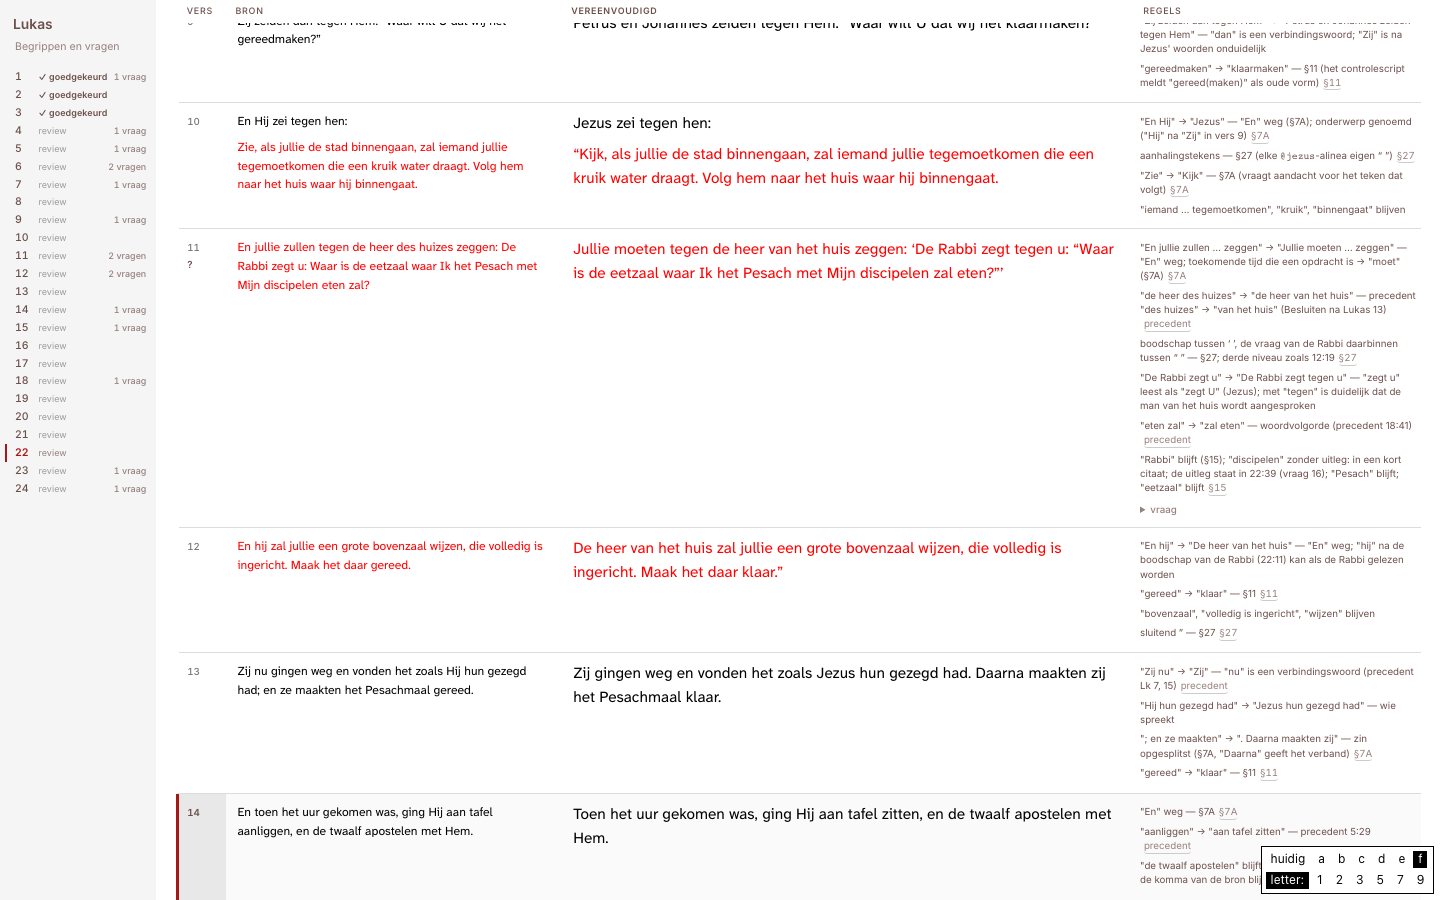 VERS BRON VEREENVOUDIGD REGELS
Lukas
Begrippen en vragen
1 ✓ goedgekeurd 1 vraag
2 ✓ goedgekeurd
3 ✓ goedgekeurd
4 review 1 vraag
5 review 1 vraag
6 review 2 vragen
7 review 1 vraag
8 review
9 review 1 vraag
10 review
11 review 2 vragen
12 review 2 vragen
13 review
14 review 1 vraag
15 review 1 vraag
16 review
17 review
18 review 1 vraag
19 review
20 review
21 review
22 review
23 review 1 vraag
24 review 1 vraag
gereedmaken?”
Petrus en Johannes zeiden tegen Hem: “Waar wilt U dat wij het klaarmaken?”
tegen Hem" — "dan" is een verbindingswoord; "Zij" is na
Jezus' woorden onduidelijk
"gereedmaken" → "klaarmaken" — §11 (het controlescript
meldt "gereed(maken)" als oude vorm) §11
10
En Hij zei tegen hen:
Zie, als jullie de stad binnengaan, zal iemand jullie
tegemoetkomen die een kruik water draagt. Volg hem
naar het huis waar hij binnengaat.
Jezus zei tegen hen:
“Kijk, als jullie de stad binnengaan, zal iemand jullie tegemoetkomen die een
kruik water draagt. Volg hem naar het huis waar hij binnengaat.
"En Hij" → "Jezus" — "En" weg (§7A); onderwerp genoemd
("Hij" na "Zij" in vers 9) §7A
aanhalingstekens — §27 (elke @jezus-alinea eigen “ ”) §27
"Zie" → "Kijk" — §7A (vraagt aandacht voor het teken dat
volgt) §7A
"iemand ... tegemoetkomen", "kruik", "binnengaat" blijven
11
?
En jullie zullen tegen de heer des huizes zeggen: De
Rabbi zegt u: Waar is de eetzaal waar Ik het Pesach met
Mijn discipelen eten zal?
Jullie moeten tegen de heer van het huis zeggen: ‘De Rabbi zegt tegen u: “Waar
is de eetzaal waar Ik het Pesach met Mijn discipelen zal eten?”’
"En jullie zullen ... zeggen" → "Jullie moeten ... zeggen" —
"En" weg; toekomende tijd die een opdracht is → "moet"
(§7A) §7A
"de heer des huizes" → "de heer van het huis" — precedent
"des huizes" → "van het huis" (Besluiten na Lukas 13)
precedent
boodschap tussen ‘ ’, de vraag van de Rabbi daarbinnen
tussen “ ” — §27; derde niveau zoals 12:19 §27
"De Rabbi zegt u" → "De Rabbi zegt tegen u" — "zegt u"
leest als "zegt U" (Jezus); met "tegen" is duidelijk dat de
man van het huis wordt aangesproken
"eten zal" → "zal eten" — woordvolgorde (precedent 18:41)
precedent
"Rabbi" blijft (§15); "discipelen" zonder uitleg: in een kort
citaat; de uitleg staat in 22:39 (vraag 16); "Pesach" blijft;
"eetzaal" blijft §15
▶ vraag
12
En hij zal jullie een grote bovenzaal wijzen, die volledig is
ingericht. Maak het daar gereed.
De heer van het huis zal jullie een grote bovenzaal wijzen, die volledig is
ingericht. Maak het daar klaar.”
"En hij" → "De heer van het huis" — "En" weg; "hij" na de
boodschap van de Rabbi (22:11) kan als de Rabbi gelezen
worden
"gereed" → "klaar" — §11 §11
"bovenzaal", "volledig is ingericht", "wijzen" blijven
sluitend ” — §27 §27
13
Zij nu gingen weg en vonden het zoals Hij hun gezegd
had; en ze maakten het Pesachmaal gereed.
Zij gingen weg en vonden het zoals Jezus hun gezegd had. Daarna maakten zij
het Pesachmaal klaar.
"Zij nu" → "Zij" — "nu" is een verbindingswoord (precedent
Lk 7, 15) precedent
"Hij hun gezegd had" → "Jezus hun gezegd had" — wie
spreekt
"; en ze maakten" → ". Daarna maakten zij" — zin
opgesplitst (§7A, "Daarna" geeft het verband) §7A
"gereed" → "klaar" — §11 §11
14
En toen het uur gekomen was, ging Hij aan tafel
aanliggen, en de twaalf apostelen met Hem.
Toen het uur gekomen was, ging Hij aan tafel zitten, en de twaalf apostelen met
Hem.
"En" weg — §7A §7A
"aanliggen" → "aan tafel zitten" — precedent 5:29
precedent
"de twaalf apostelen"
de komma van de bron
huidig a b c d e f
letter: 1 2 3 5 7 9